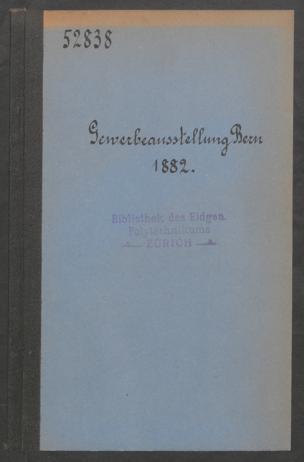 52838
Gewerbeausstellung Bern
1882.
Bibliothek des Eidgen.
Polytechnikums
ZÜRICH